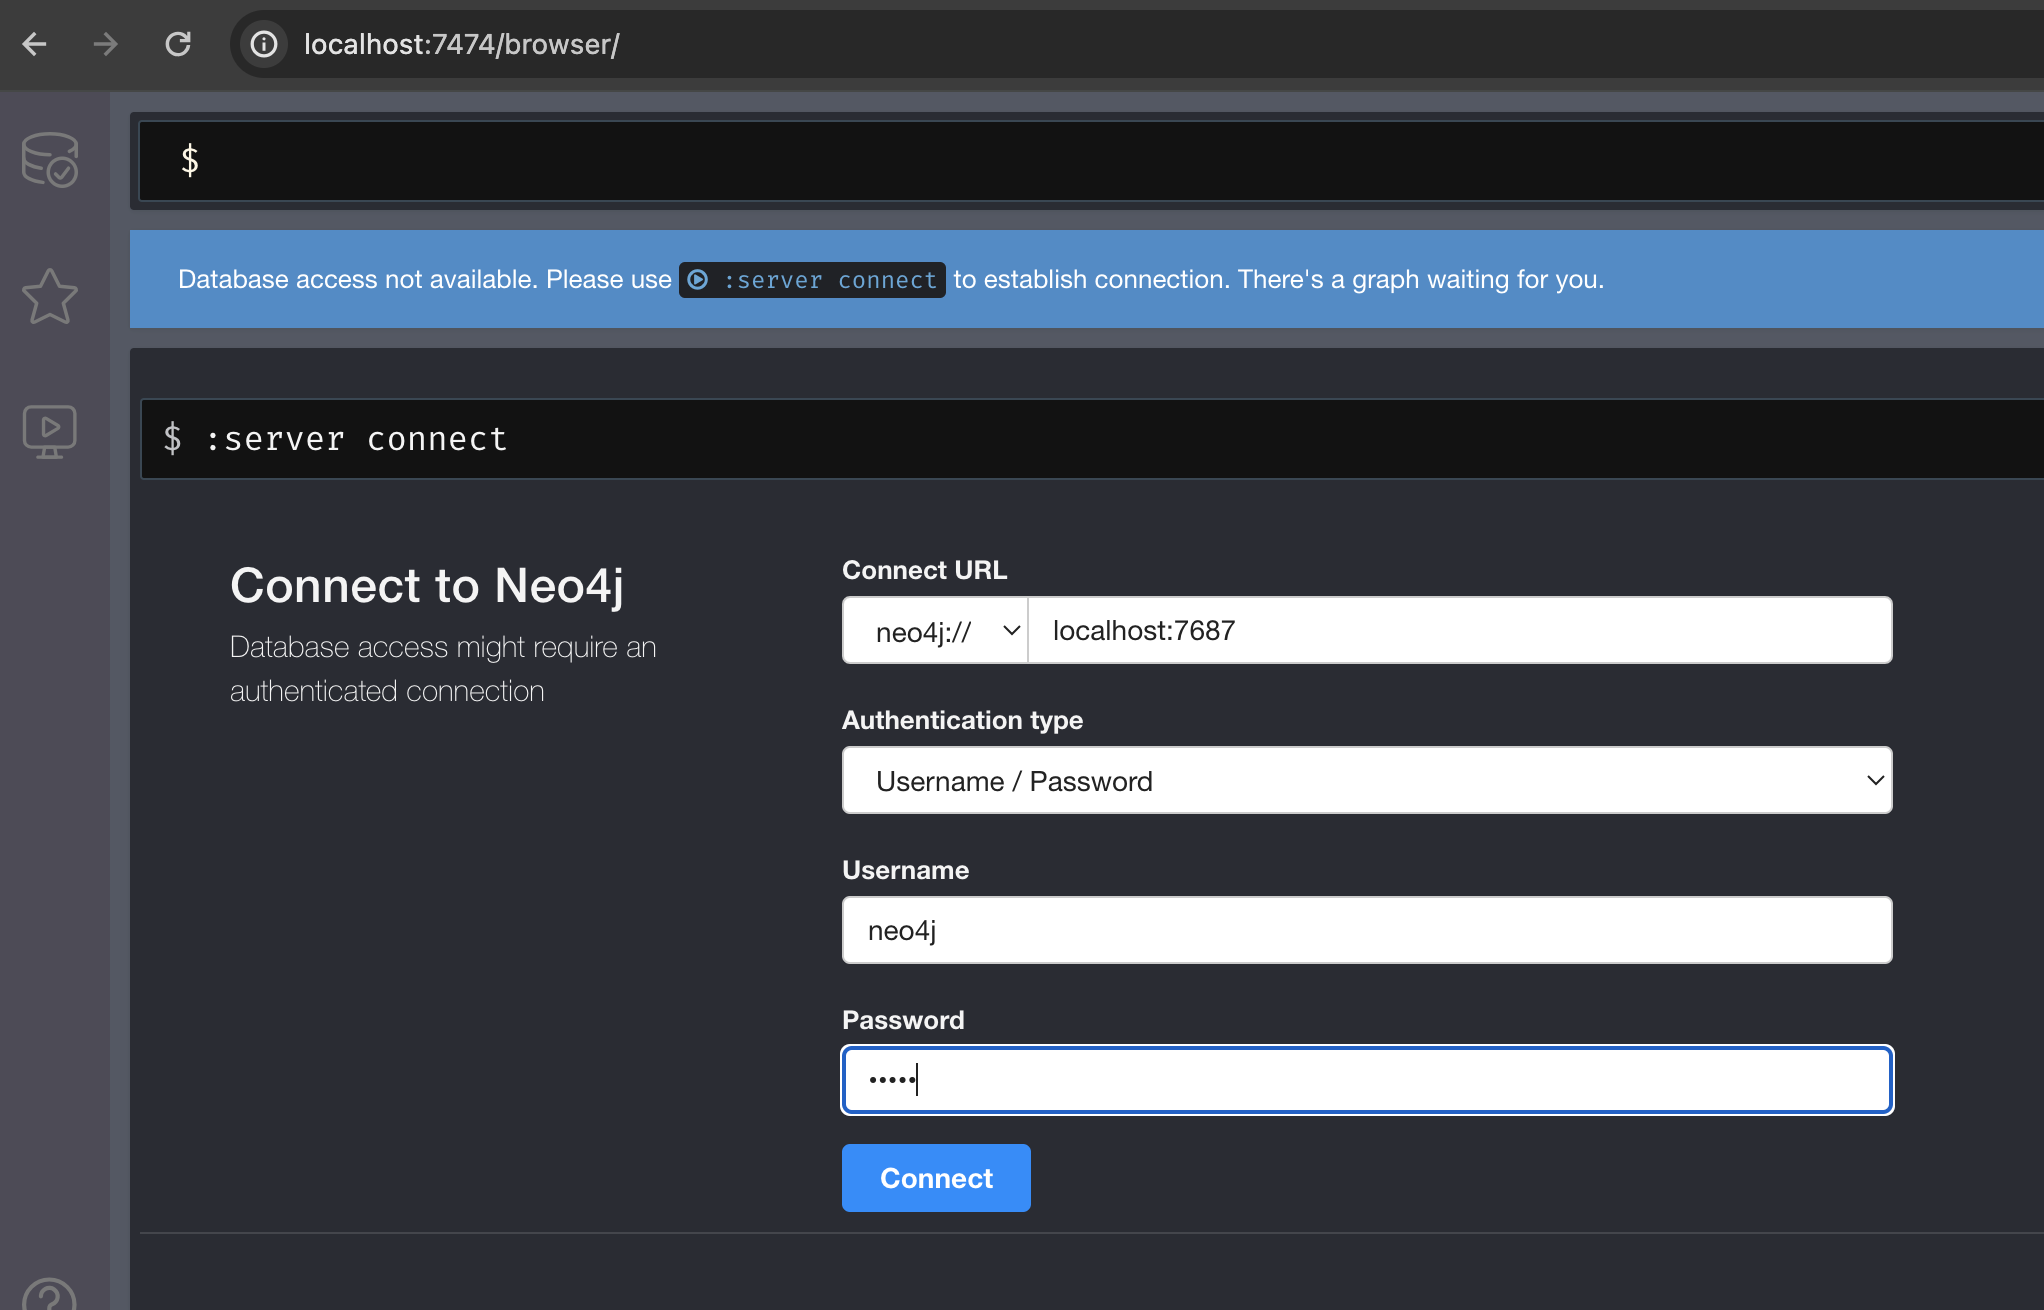 localhost:7474/browser/
$
Database access not available. Please use :server connect to establish connection. There's a graph waiting for you.
$ :server connect
Connect to Neo4j
Database access might require an
authenticated connection
Connect URL
neo4j:// localhost:7687
Authentication type
Username / Password
Username
neo4j
Password
•••••
Connect